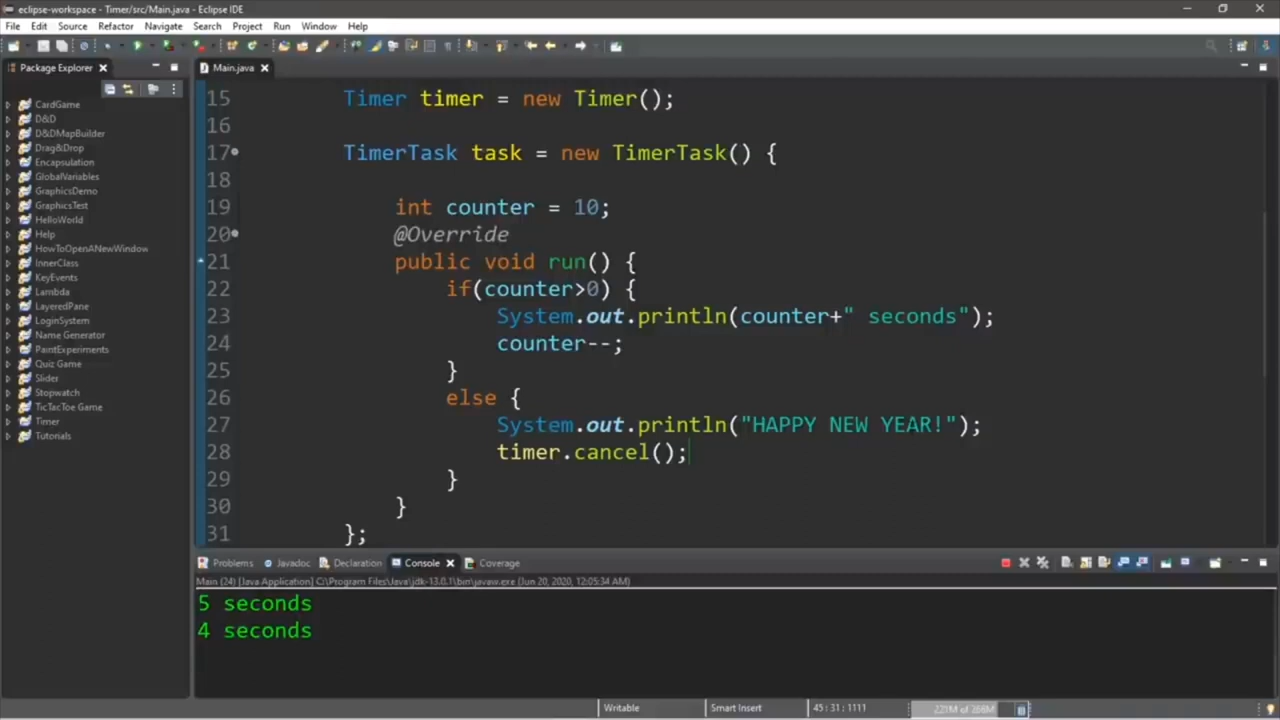 eclipse-workspace - Timer/src/Main.java - Eclipse IDE
File Edit Source Refactor Navigate Search Project Run Window Help
Package Explorer
Main.java
CardGame
D&D
D&DMapBuilder
Drag&Drop
Encapsulation
GlobalVariables
GraphicsDemo
GraphicsTest
HelloWorld
Help
HowToOpenANewWindow
InnerClass
KeyEvents
Lambda
LayeredPane
LoginSystem
Name Generator
PaintExperiments
Quiz Game
Slider
Stopwatch
TicTacToe Game
Timer
Tutorials
15 Timer timer = new Timer();
16
17 TimerTask task = new TimerTask() {
18
19 int counter = 10;
20 @Override
21 public void run() {
22 if(counter>0) {
23 System.out.println(counter+" seconds");
24 counter--;
25 }
26 else {
27 System.out.println("HAPPY NEW YEAR!");
28 timer.cancel();
29 }
30 }
31 };
Problems Javadoc Declaration Console Coverage
Main (24) [Java Application] C:\Program Files\Java\jdk-13.0.1\bin\javaw.exe (Jun 20, 2020, 12:05:34 AM)
5 seconds
4 seconds
Writable Smart Insert 45 : 31 : 1111